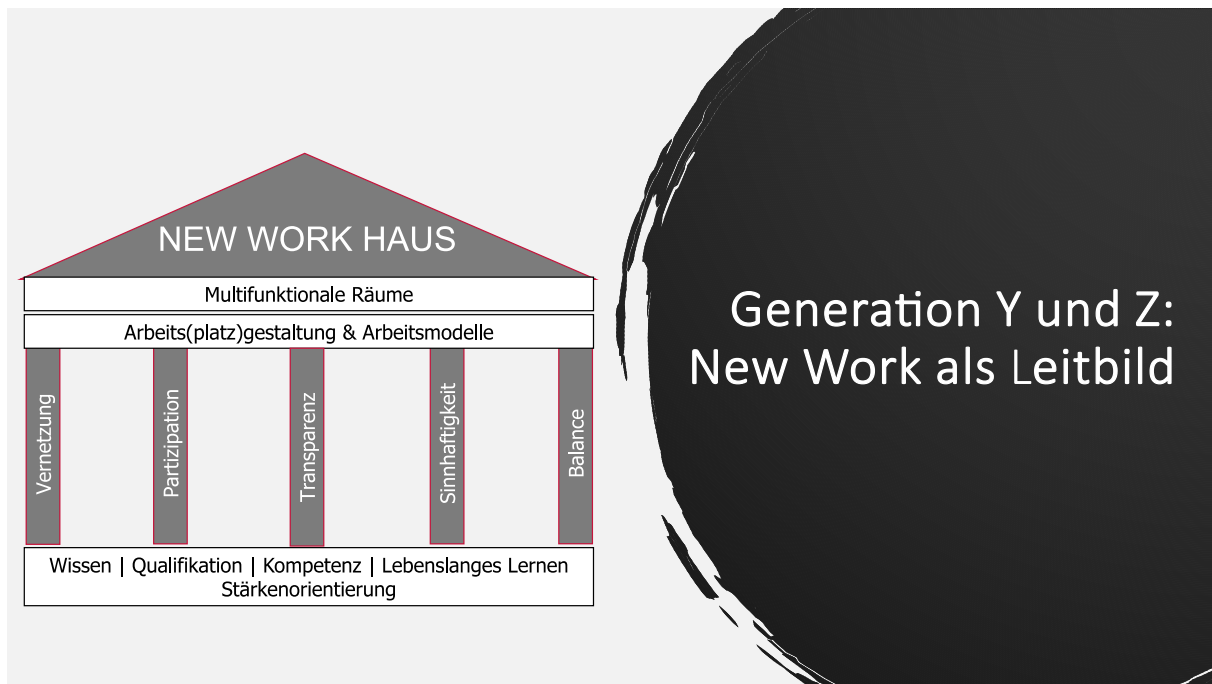 NEW WORK HAUS
Multifunktionale Räume
Arbeits(platz)gestaltung & Arbeitsmodelle
Vernetzung
Partizipation
Transparenz
Sinnhaftigkeit
Balance
Wissen | Qualifikation | Kompetenz | Lebenslanges Lernen
Stärkenorientierung
Generation Y und Z:
New Work als Leitbild